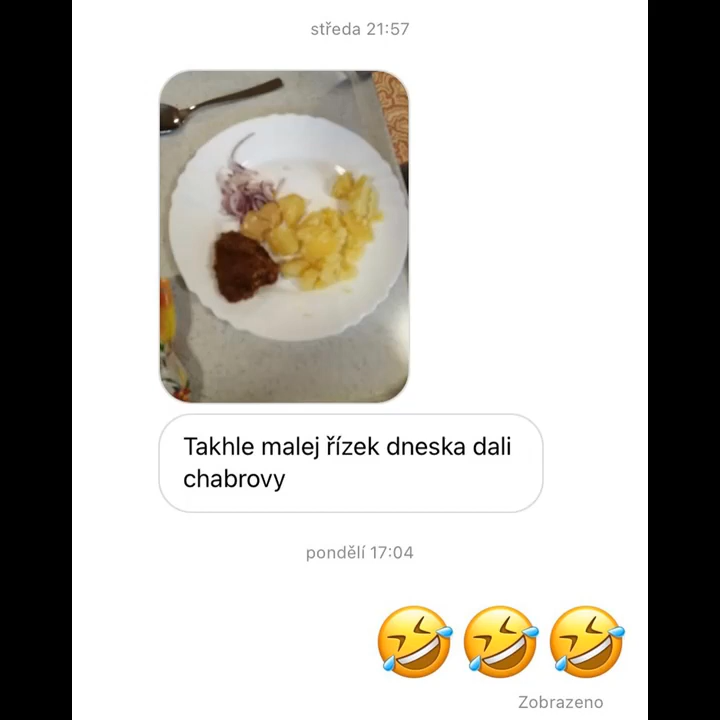 středa 21:57
Takhle malej řízek dneska dali
chabrovy
pondělí 17:04
🤣🤣🤣
Zobrazeno